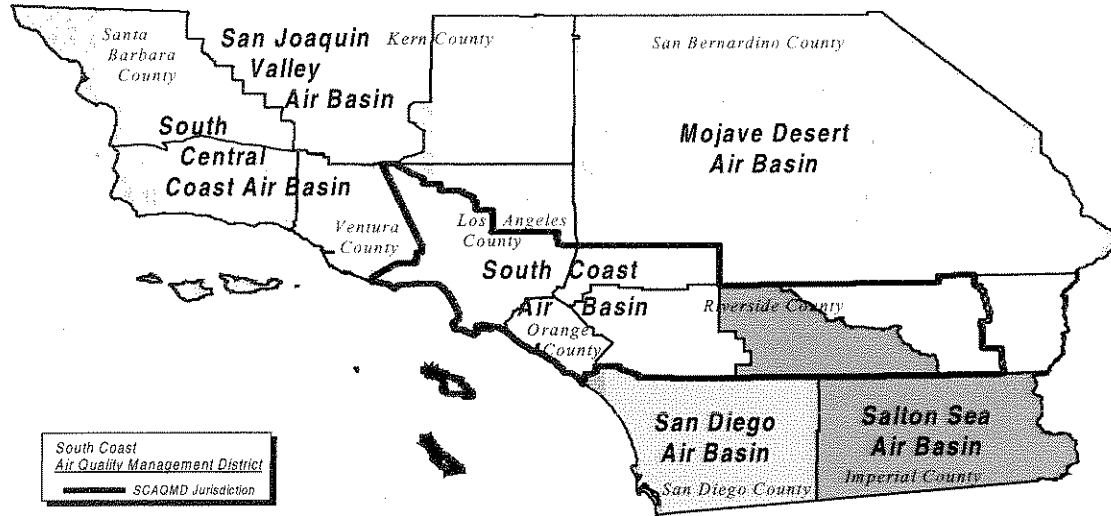 Santa
Barbara
County
San Joaquin
Valley
Air Basin
Kern County
San Bernardino County
South
Central
Coast Air Basin
Mojave Desert
Air Basin
Ventura
County
Los Angeles
County
South Coast
Air Basin
Riverside County
Orange
County
San Diego
Air Basin
San Diego County
Salton Sea
Air Basin
Imperial County
South Coast
Air Quality Management District
SCAQMD Jurisdiction